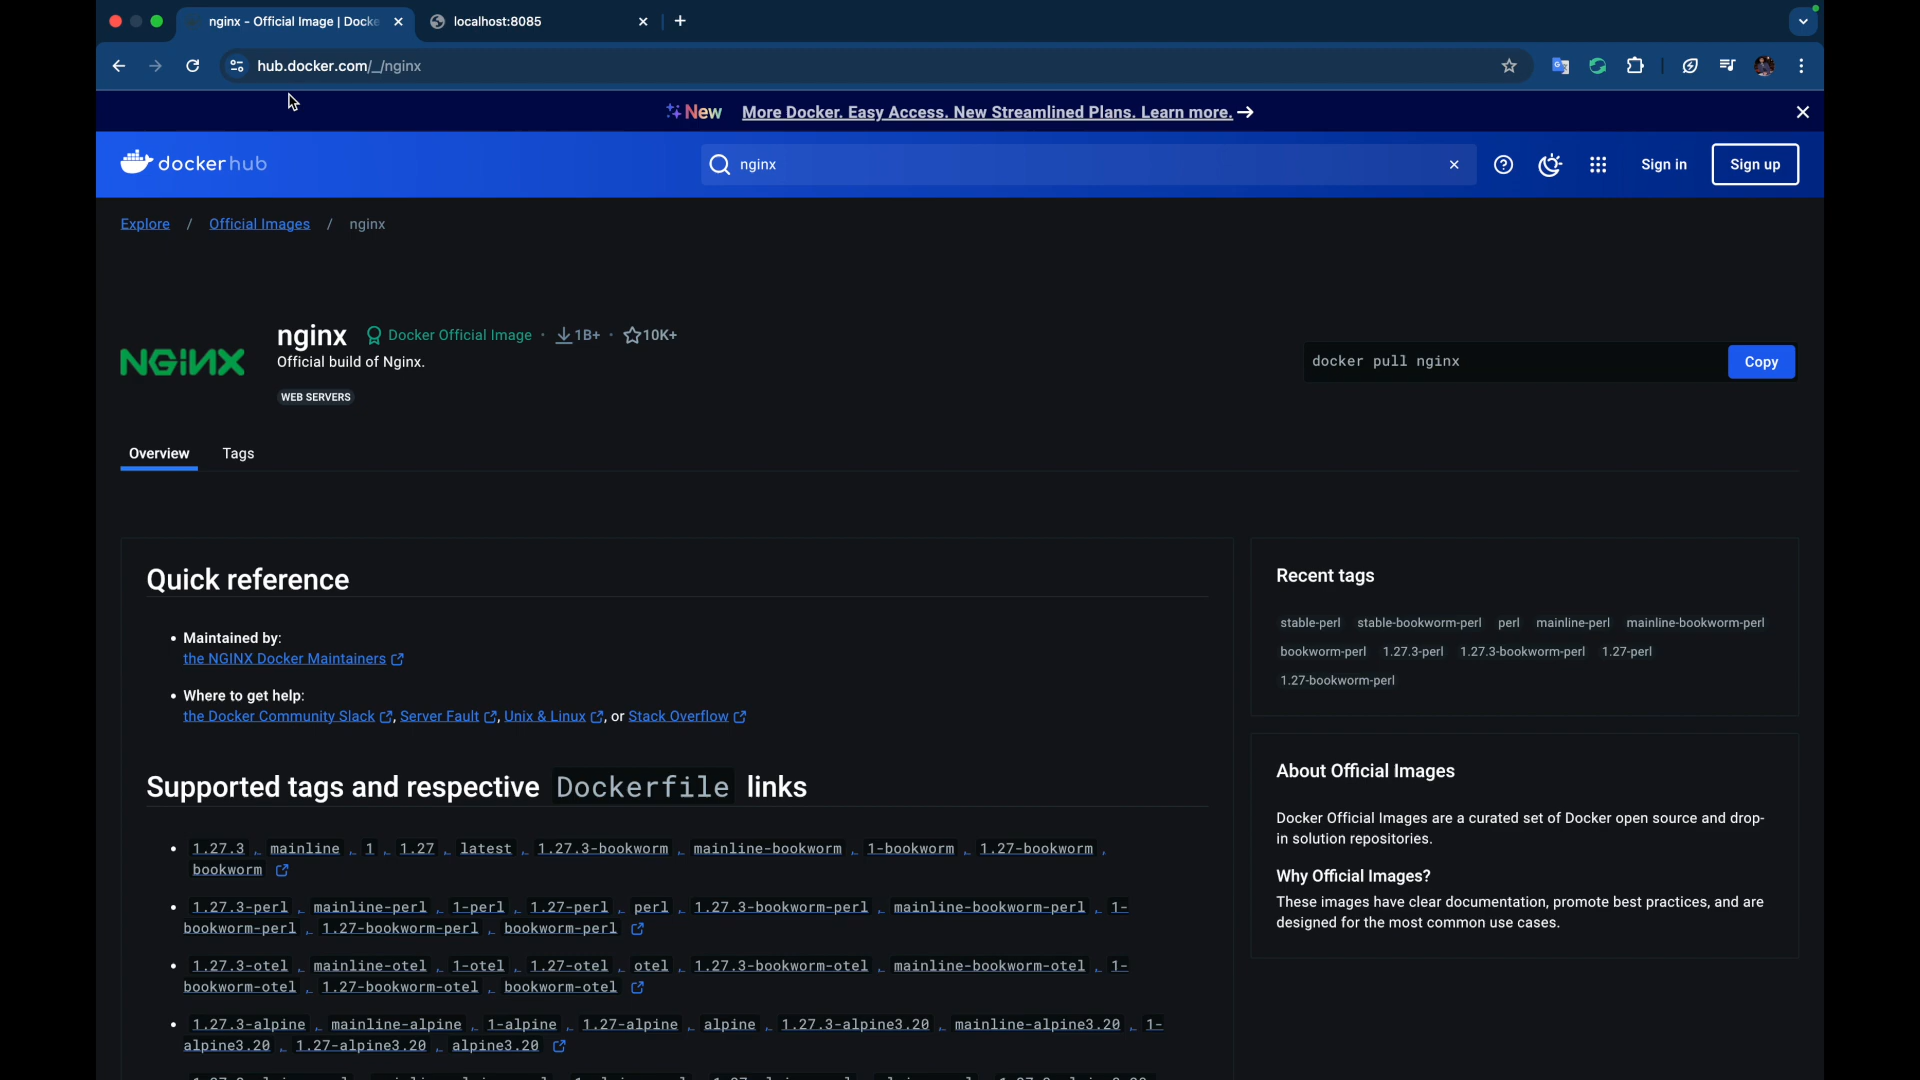 nginx - Official Image | Docke
localhost:8085
hub.docker.com/_/nginx
New More Docker. Easy Access. New Streamlined Plans. Learn more. →
dockerhub
nginx
Sign in
Sign up
Explore / Official Images / nginx
NGINX
nginx Docker Official Image · 1B+ · 10K+
Official build of Nginx.
WEB SERVERS
docker pull nginx
Copy
Overview Tags
Quick reference
• Maintained by:
the NGINX Docker Maintainers
• Where to get help:
the Docker Community Slack, Server Fault, Unix & Linux, or Stack Overflow
Supported tags and respective Dockerfile links
• 1.27.3, mainline, 1, 1.27, latest, 1.27.3-bookworm, mainline-bookworm, 1-bookworm, 1.27-bookworm,
bookworm
• 1.27.3-perl, mainline-perl, 1-perl, 1.27-perl, perl, 1.27.3-bookworm-perl, mainline-bookworm-perl, 1-
bookworm-perl, 1.27-bookworm-perl, bookworm-perl
• 1.27.3-otel, mainline-otel, 1-otel, 1.27-otel, otel, 1.27.3-bookworm-otel, mainline-bookworm-otel, 1-
bookworm-otel, 1.27-bookworm-otel, bookworm-otel
• 1.27.3-alpine, mainline-alpine, 1-alpine, 1.27-alpine, alpine, 1.27.3-alpine3.20, mainline-alpine3.20, 1-
alpine3.20, 1.27-alpine3.20, alpine3.20
Recent tags
stable-perl stable-bookworm-perl perl mainline-perl mainline-bookworm-perl
bookworm-perl 1.27.3-perl 1.27.3-bookworm-perl 1.27-perl
1.27-bookworm-perl
About Official Images
Docker Official Images are a curated set of Docker open source and drop-
in solution repositories.
Why Official Images?
These images have clear documentation, promote best practices, and are
designed for the most common use cases.